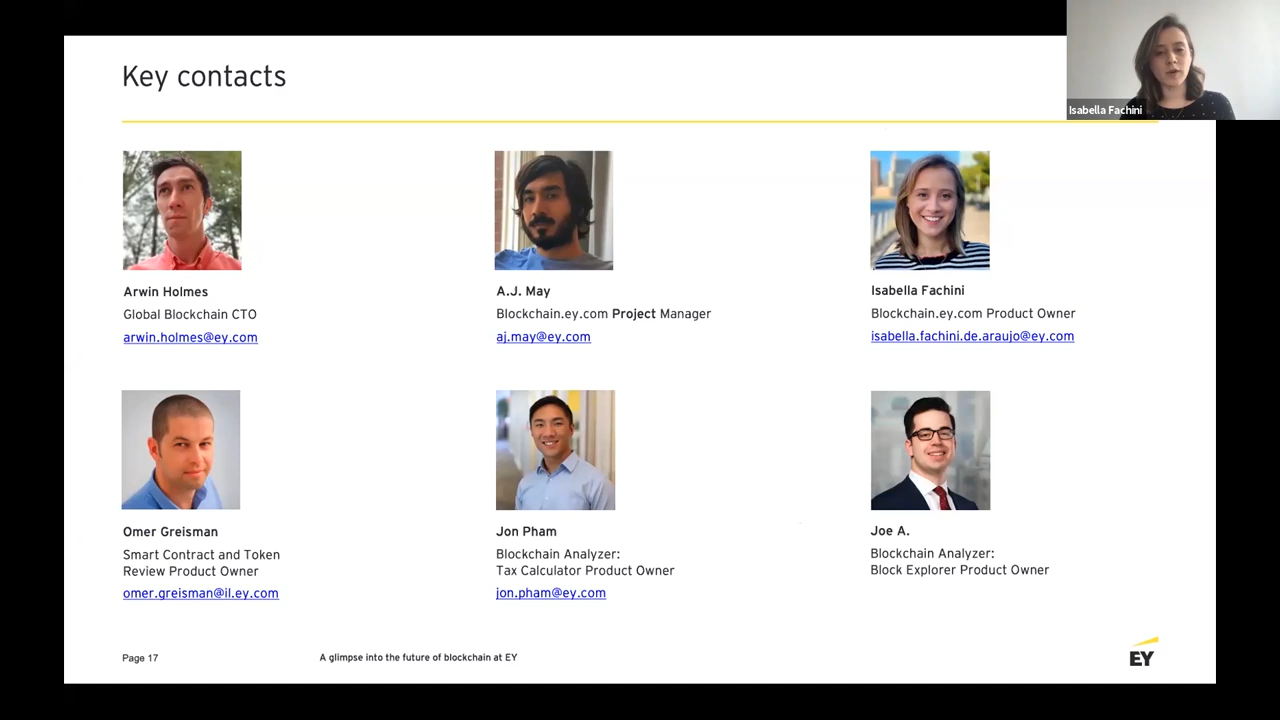 Key contacts
Isabella Fachini
Arwin Holmes
Global Blockchain CTO
arwin.holmes@ey.com
A.J. May
Blockchain.ey.com Project Manager
aj.may@ey.com
Isabella Fachini
Blockchain.ey.com Product Owner
isabella.fachini.de.araujo@ey.com
Omer Greisman
Smart Contract and Token
Review Product Owner
omer.greisman@il.ey.com
Jon Pham
Blockchain Analyzer:
Tax Calculator Product Owner
jon.pham@ey.com
Joe A.
Blockchain Analyzer:
Block Explorer Product Owner
Page 17
A glimpse into the future of blockchain at EY
EY